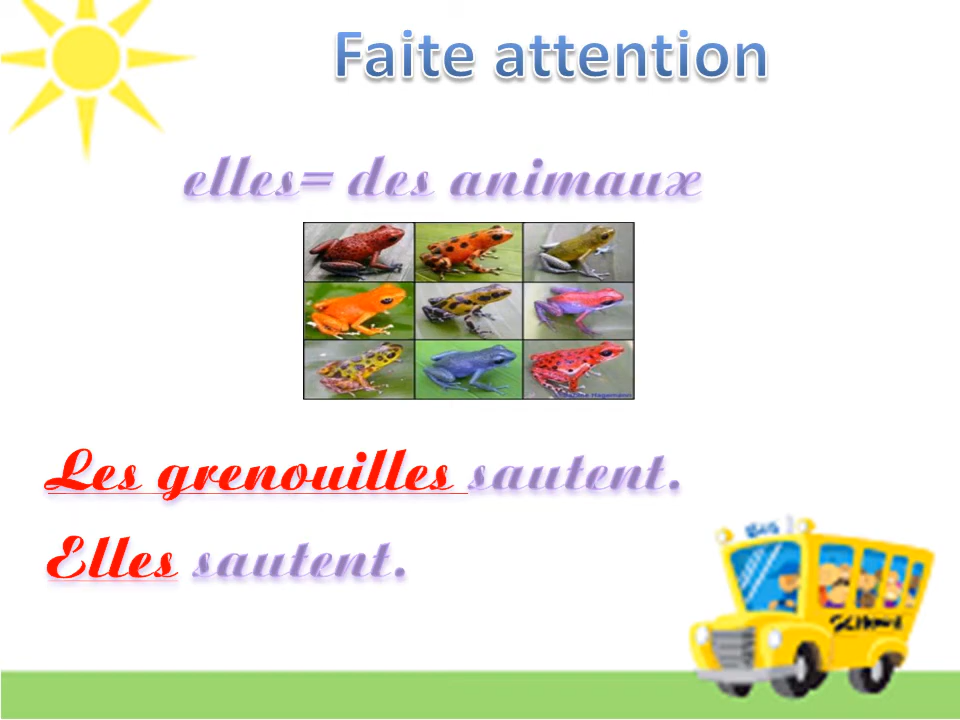 Faite attention
elles= des animaux
Les grenouilles sautent.
Elles sautent.